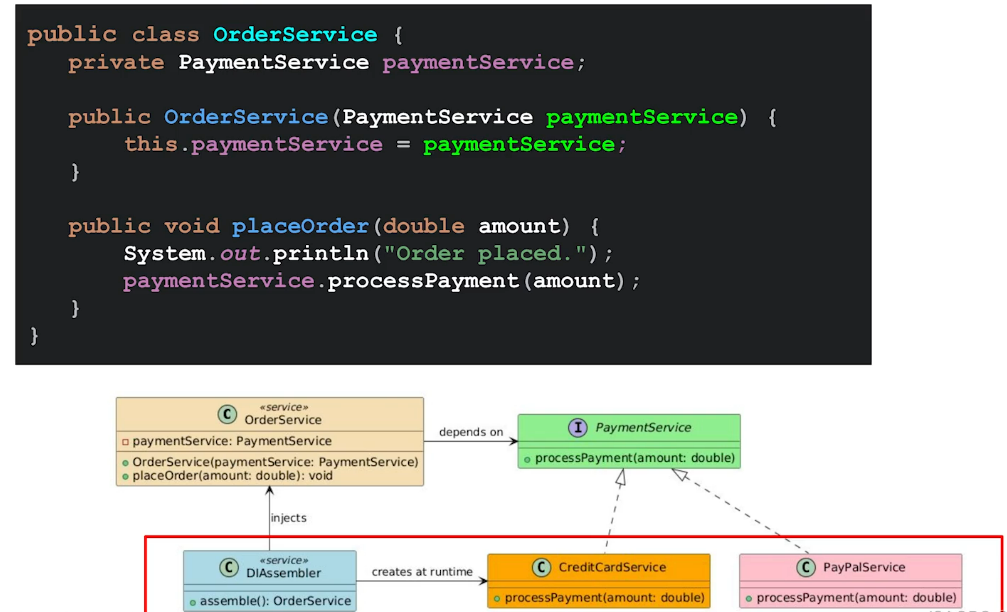 public class OrderService {
private PaymentService paymentService;
public OrderService(PaymentService paymentService) {
this.paymentService = paymentService;
}
public void placeOrder(double amount) {
System.out.println("Order placed.");
paymentService.processPayment(amount);
}
}
«service»
C OrderService
paymentService: PaymentService
OrderService(paymentService: PaymentService)
placeOrder(amount: double): void
depends on
I PaymentService
processPayment(amount: double)
injects
«service»
C DIAssembler
assemble(): OrderService
creates at runtime
C CreditCardService
processPayment(amount: double)
C PayPalService
processPayment(amount: double)